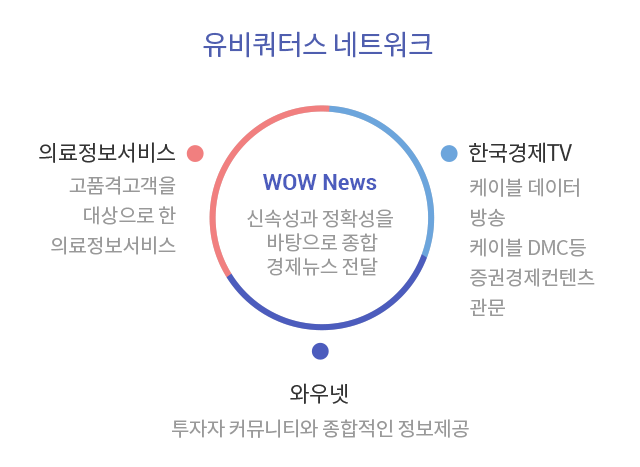 유비쿼터스 네트워크
의료정보서비스
고품격고객을
대상으로 한
의료정보서비스
WOW News
신속성과 정확성을
바탕으로 종합
경제뉴스 전달
한국경제TV
케이블 데이터
방송
케이블 DMC등
증권경제컨텐츠
관문
와우넷
투자자 커뮤니티와 종합적인 정보제공